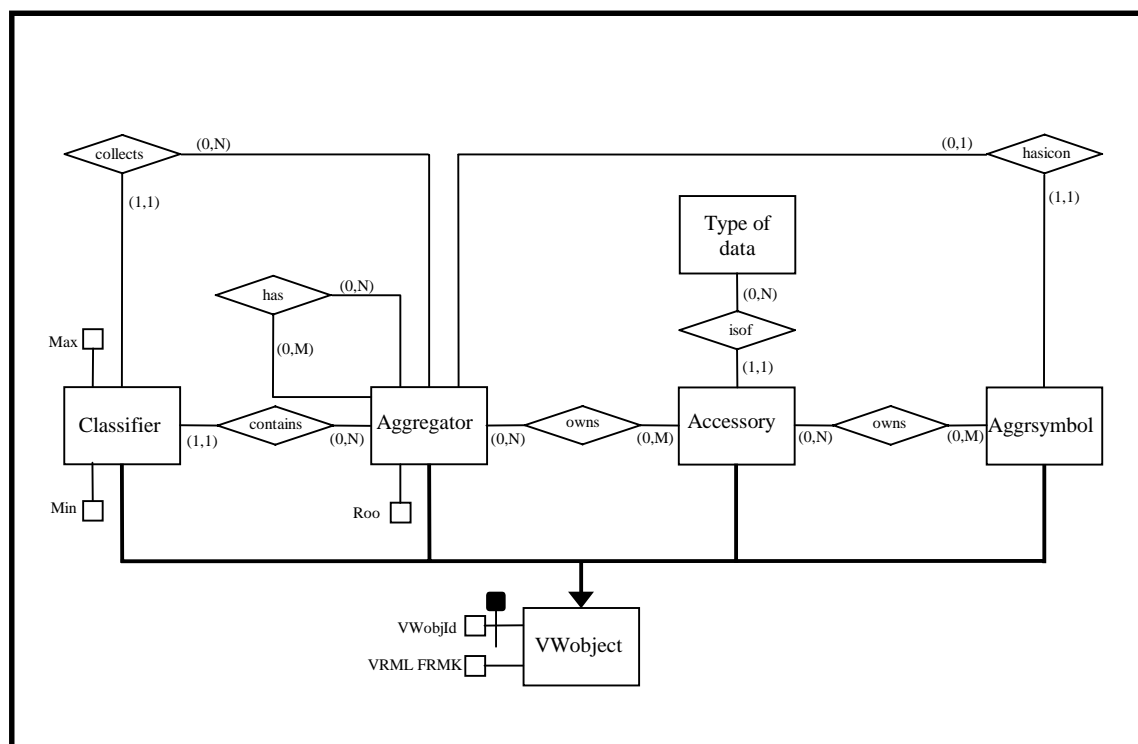 collects
(0,N)
(0,1)
hasicon
(1,1)
(1,1)
Type of
data
has
(0,N)
(0,N)
isof
Max
(0,M)
(1,1)
Classifier
(1,1)
contains
(0,N)
Aggregator
(0,N)
owns
(0,M)
Accessory
(0,N)
owns
(0,M)
Aggrsymbol
Min
Roo
VWobjId
VRML FRMK
VWobject